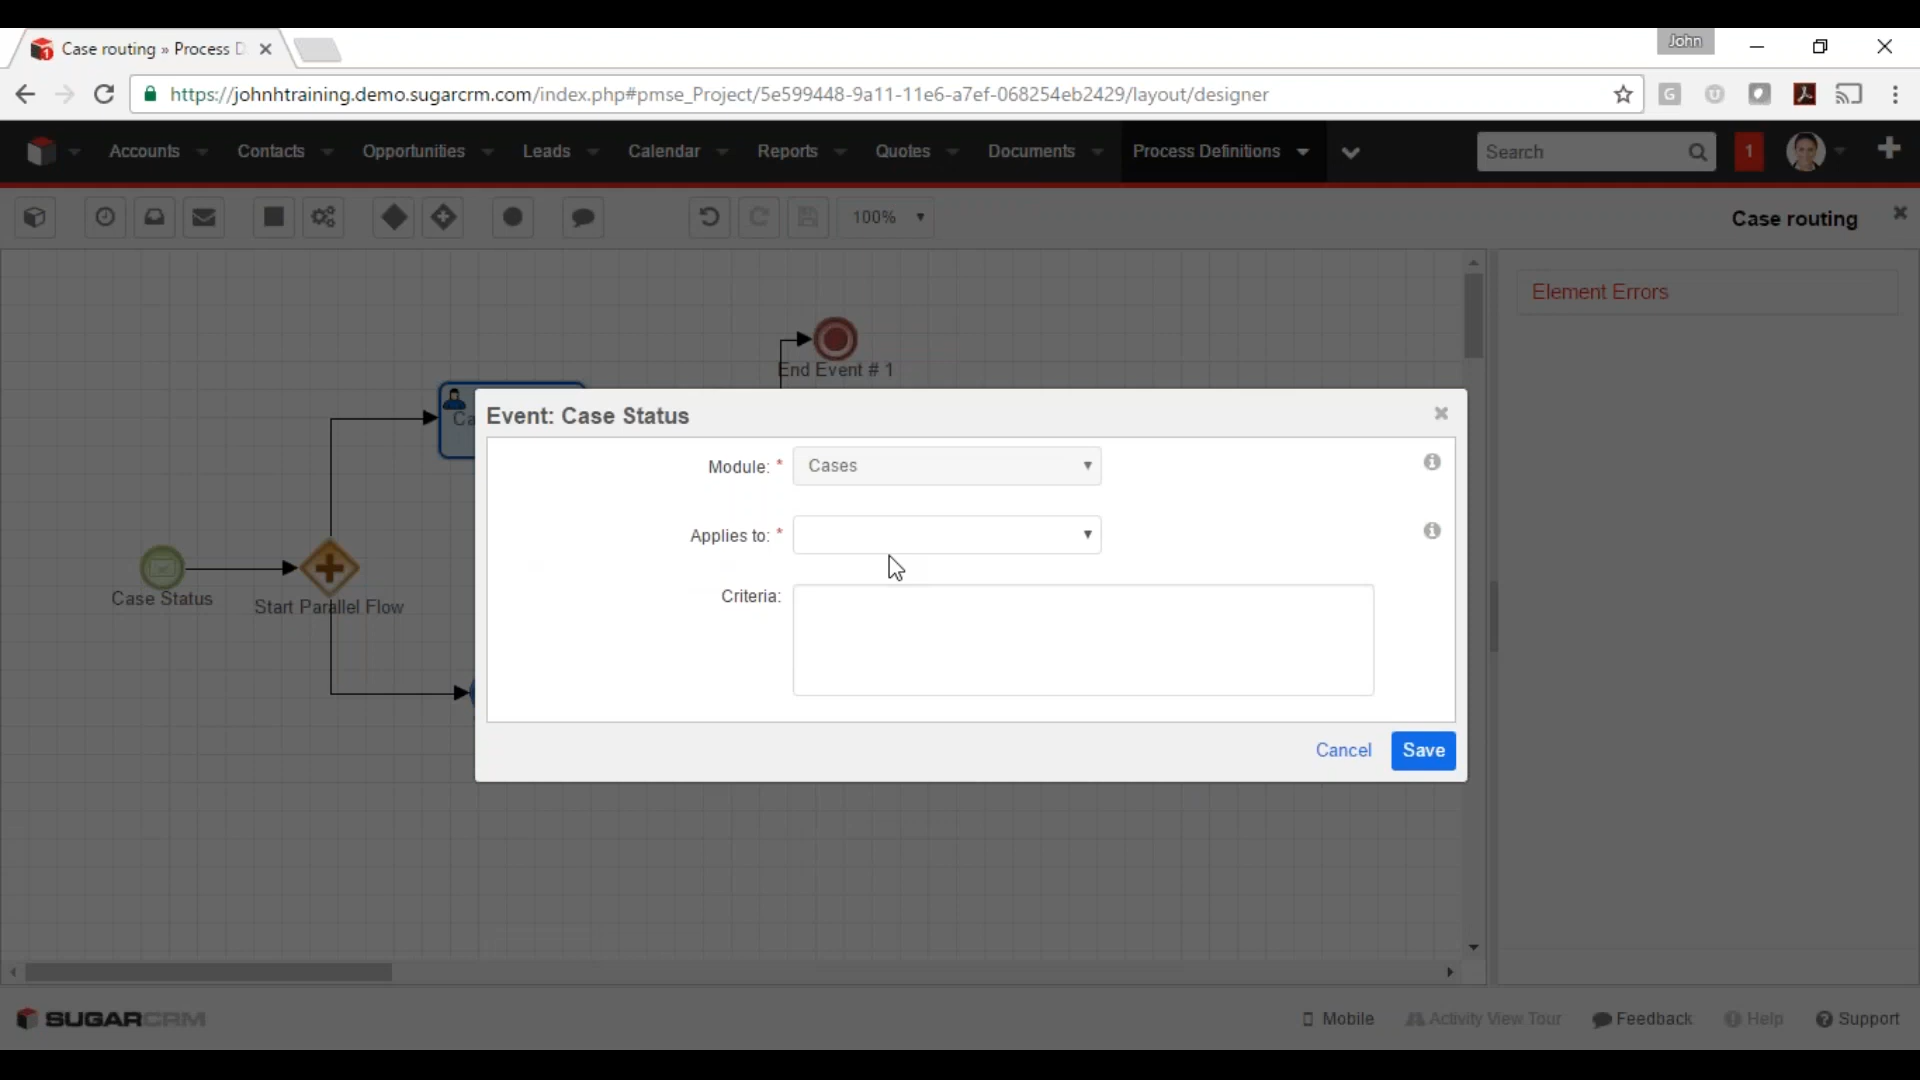 Case routing » Process D
John
https://johnhtraining.demo.sugarcrm.com/index.php#pmse_Project/5e599448-9a11-11e6-a7ef-068254eb2429/layout/designer
Accounts
Contacts
Opportunities
Leads
Calendar
Reports
Quotes
Documents
Process Definitions
Search
1
100%
Case routing
Element Errors
End Event # 1
Ca
Event: Case Status
Module: *
Cases
Applies to: *
Criteria:
Case Status
Start Parallel Flow
Cancel
Save
SUGARCRM
Mobile
Activity View Tour
Feedback
Help
Support